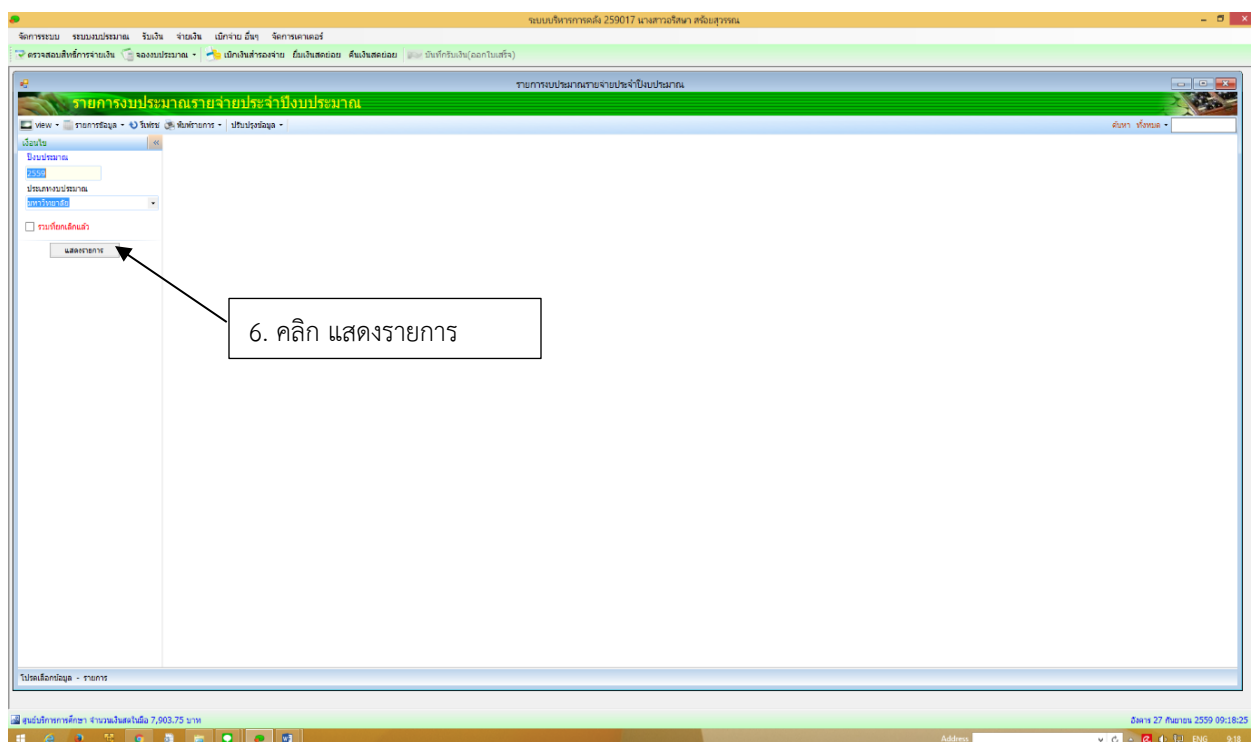 ระบบบริหารการคลัง 259017 นางสาวอริสษา สร้อยสุวรรณ
จัดการระบบ ระบบงบประมาณ รับเงิน จ่ายเงิน เบิกจ่าย อื่นๆ จัดการเคาเตอร์
ตรวจสอบสิทธิ์การจ่ายเงิน จองงบประมาณ เบิกเงินสำรองจ่าย ยืมเงินสดย่อย คืนเงินสดย่อย บันทึกรับเงิน(ออกใบเสร็จ)
รายการงบประมาณรายจ่ายประจำปีงบประมาณ
รายการงบประมาณรายจ่ายประจำปีงบประมาณ
view รายการข้อมูล รีเฟรช พิมพ์รายการ ปรับปรุงข้อมูล ค้นหา ทั้งหมด
เงื่อนไข
ปีงบประมาณ
2559
ประเภทงบประมาณ
มหาวิทยาลัย
รวมที่ยกเลิกแล้ว
แสดงรายการ
6. คลิก แสดงรายการ
โปรดเลือกข้อมูล - รายการ
ศูนย์บริการการศึกษา จำนวนเงินสดในมือ 7,903.75 บาท อังคาร 27 กันยายน 2559 09:18:25
Address ENG 9:18